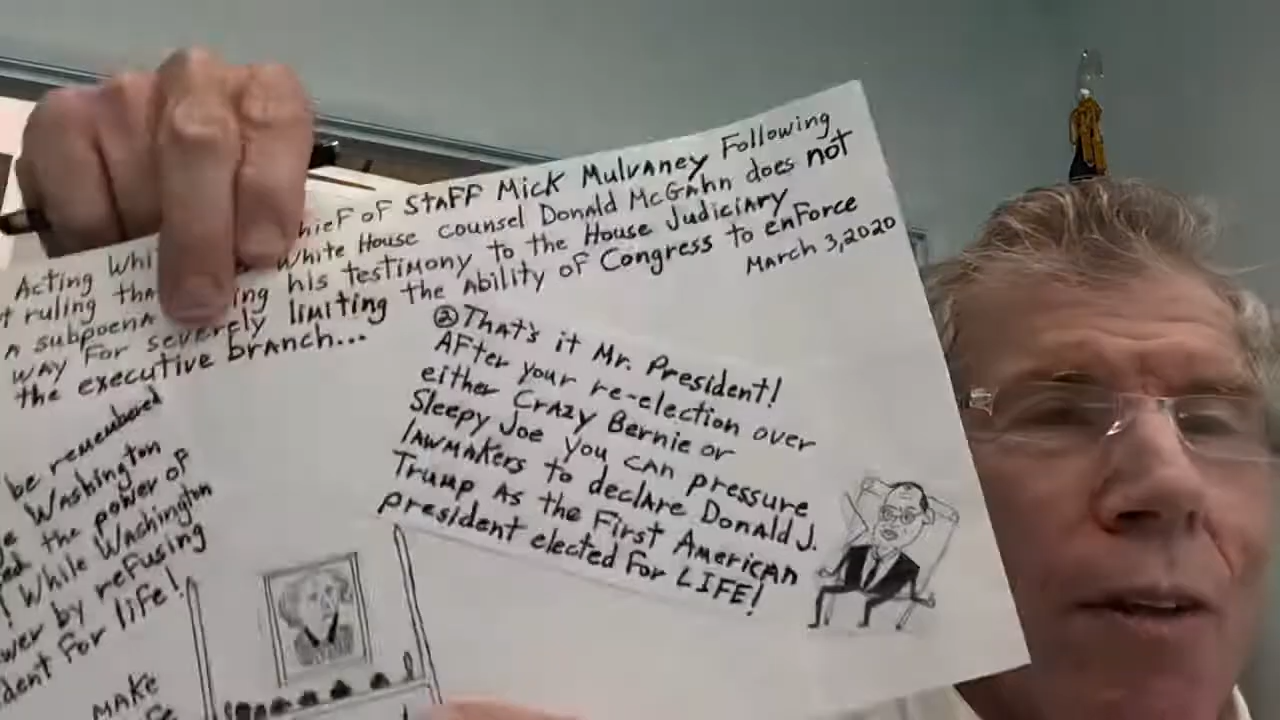 Acting Whi hief of Staff Mick Mulvaney Following
ruling tha White House counsel Donald McGahn does not
a subpoena ing his testimony to the House Judiciary
way for severely limiting the Ability of Congress to enforce
the executive branch...
March 3, 2020
be remembered
Washington
the power of
While Washington
by refusing
for life!
make
② That's it Mr. President!
After your re-election over
either Crazy Bernie or
Sleepy Joe you can pressure
lawmakers to declare Donald J.
Trump as the First American
president elected for LIFE!